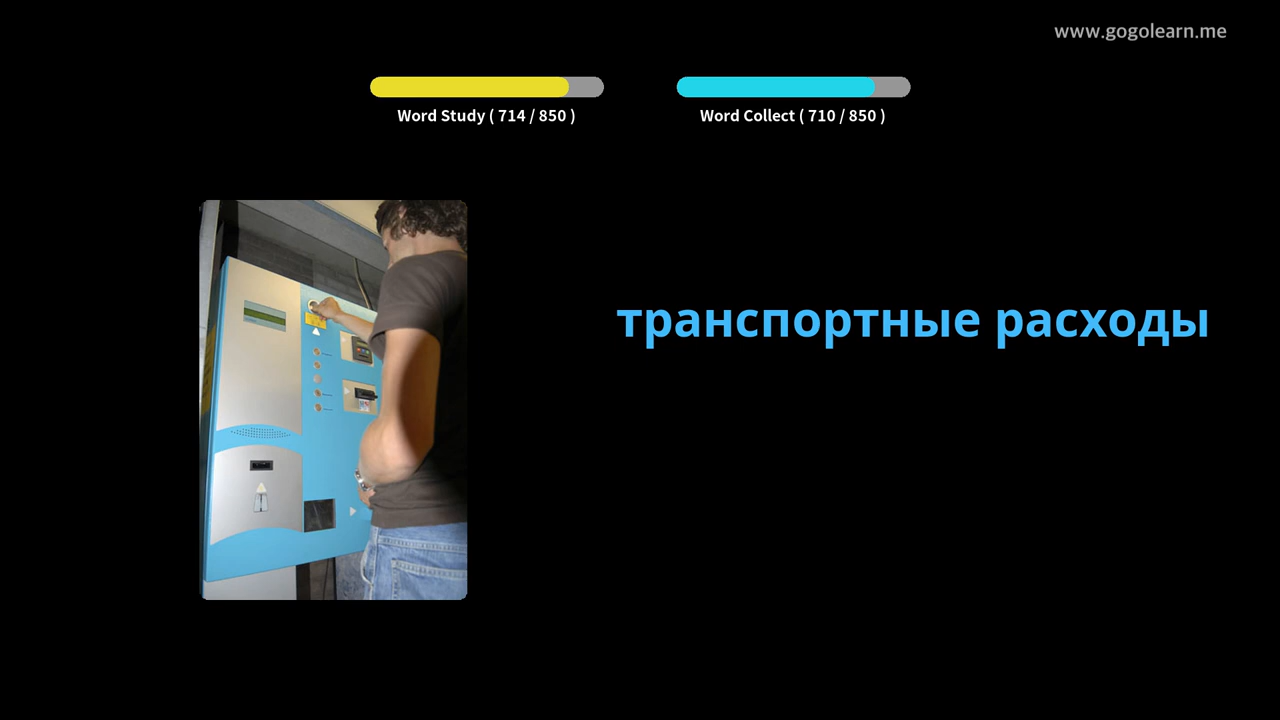 www.gogolearn.me
Word Study ( 714 / 850 )
Word Collect ( 710 / 850 )
транспортные расходы